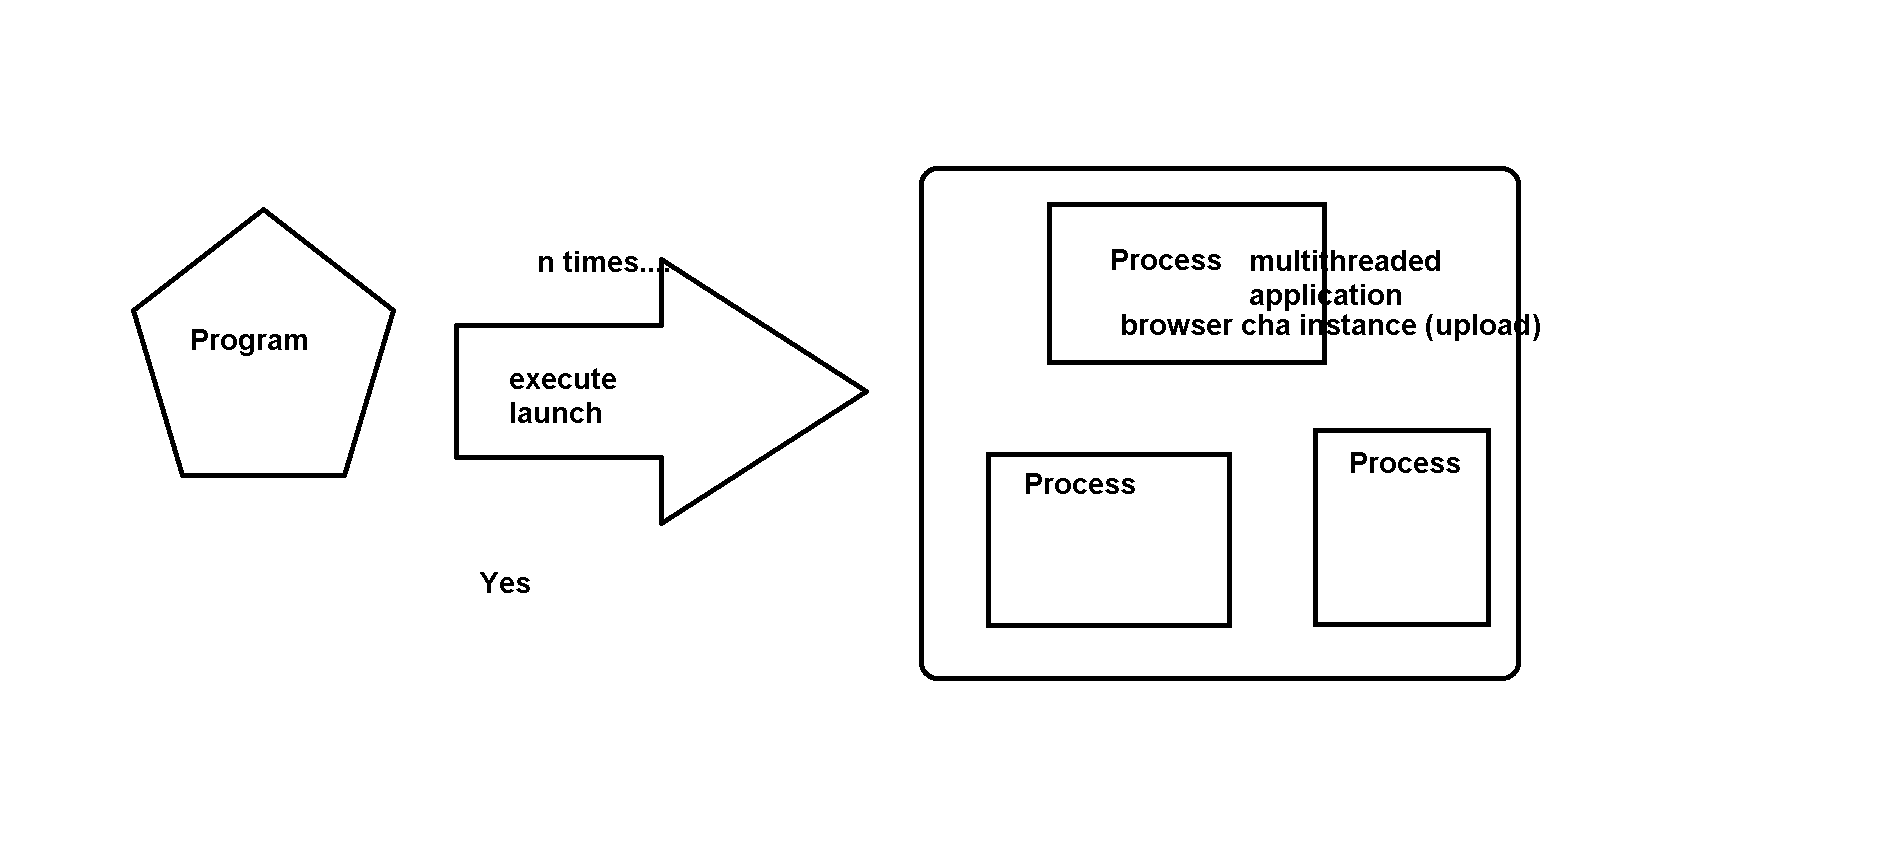 Program
n times....
execute
launch
Yes
Process
multithreaded
application
browser cha instance (upload)
Process
Process